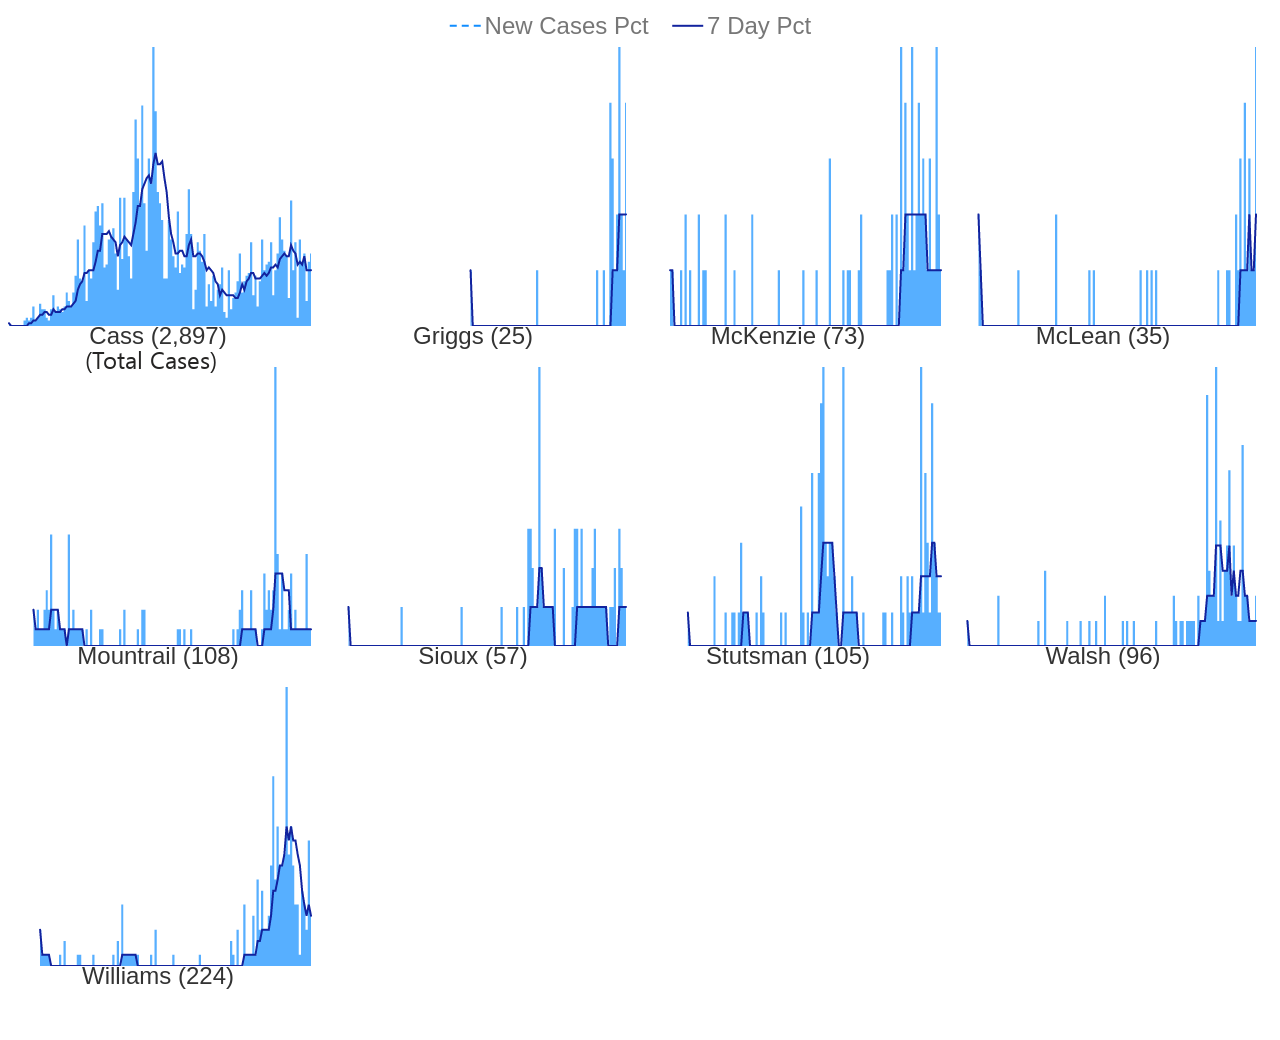 New Cases Pct 7 Day Pct
Cass (2,897)
(Total Cases)
Griggs (25)
McKenzie (73)
McLean (35)
Mountrail (108)
Sioux (57)
Stutsman (105)
Walsh (96)
Williams (224)